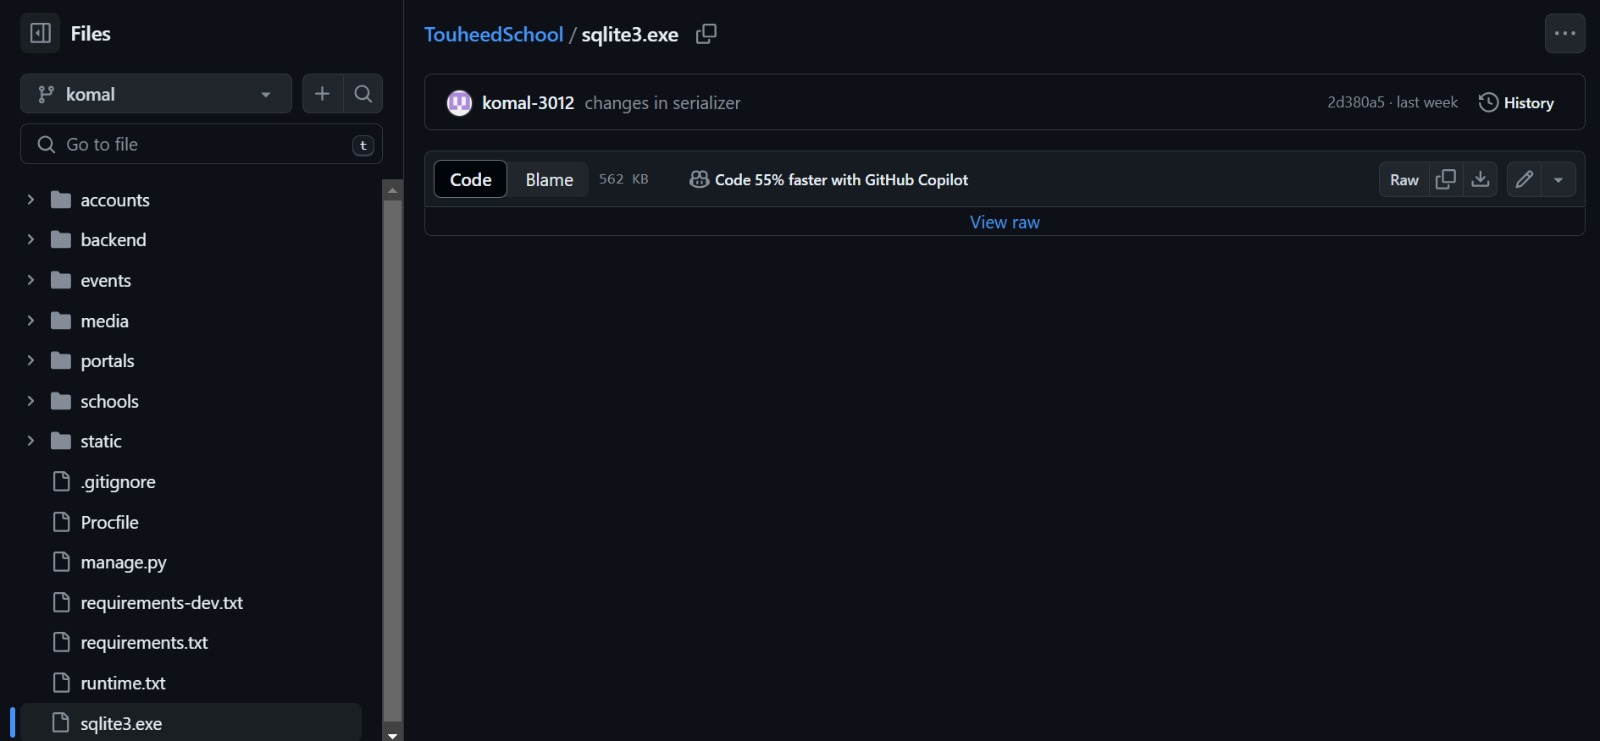 Files
komal
Go to file
t
accounts
backend
events
media
portals
schools
static
.gitignore
Procfile
manage.py
requirements-dev.txt
requirements.txt
runtime.txt
sqlite3.exe
TouheedSchool / sqlite3.exe
komal-3012 changes in serializer
2d380a5 · last week
History
Code
Blame
562 KB
Code 55% faster with GitHub Copilot
Raw
View raw